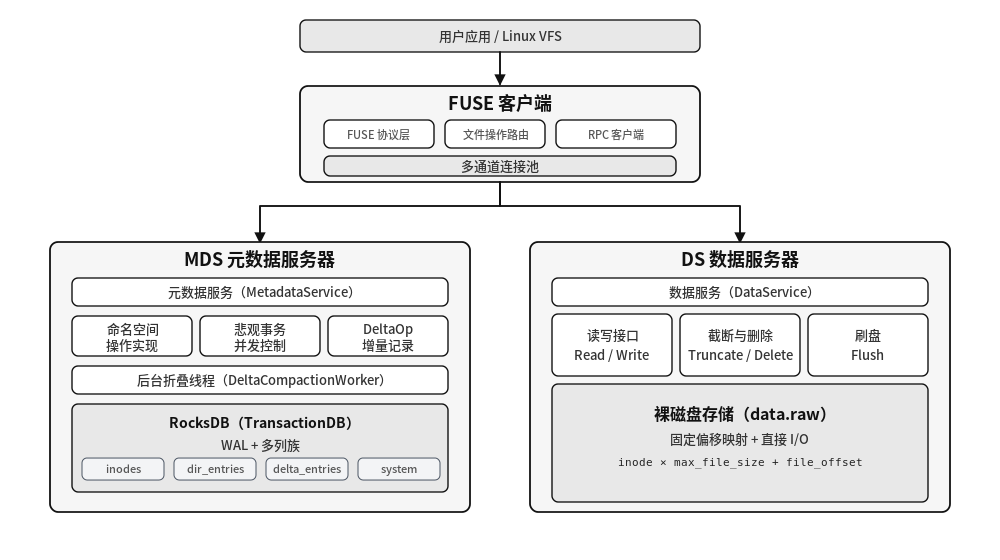 用户应用 / Linux VFS
FUSE 客户端
FUSE 协议层
文件操作路由
RPC 客户端
多通道连接池
MDS 元数据服务器
元数据服务（MetadataService）
命名空间
操作实现
悲观事务
并发控制
DeltaOp
增量记录
后台折叠线程（DeltaCompactionWorker）
RocksDB（TransactionDB）
WAL + 多列族
inodes
dir_entries
delta_entries
system
DS 数据服务器
数据服务（DataService）
读写接口
Read / Write
截断与删除
Truncate / Delete
刷盘
Flush
裸磁盘存储（data.raw）
固定偏移映射 + 直接 I/O
inode × max_file_size + file_offset